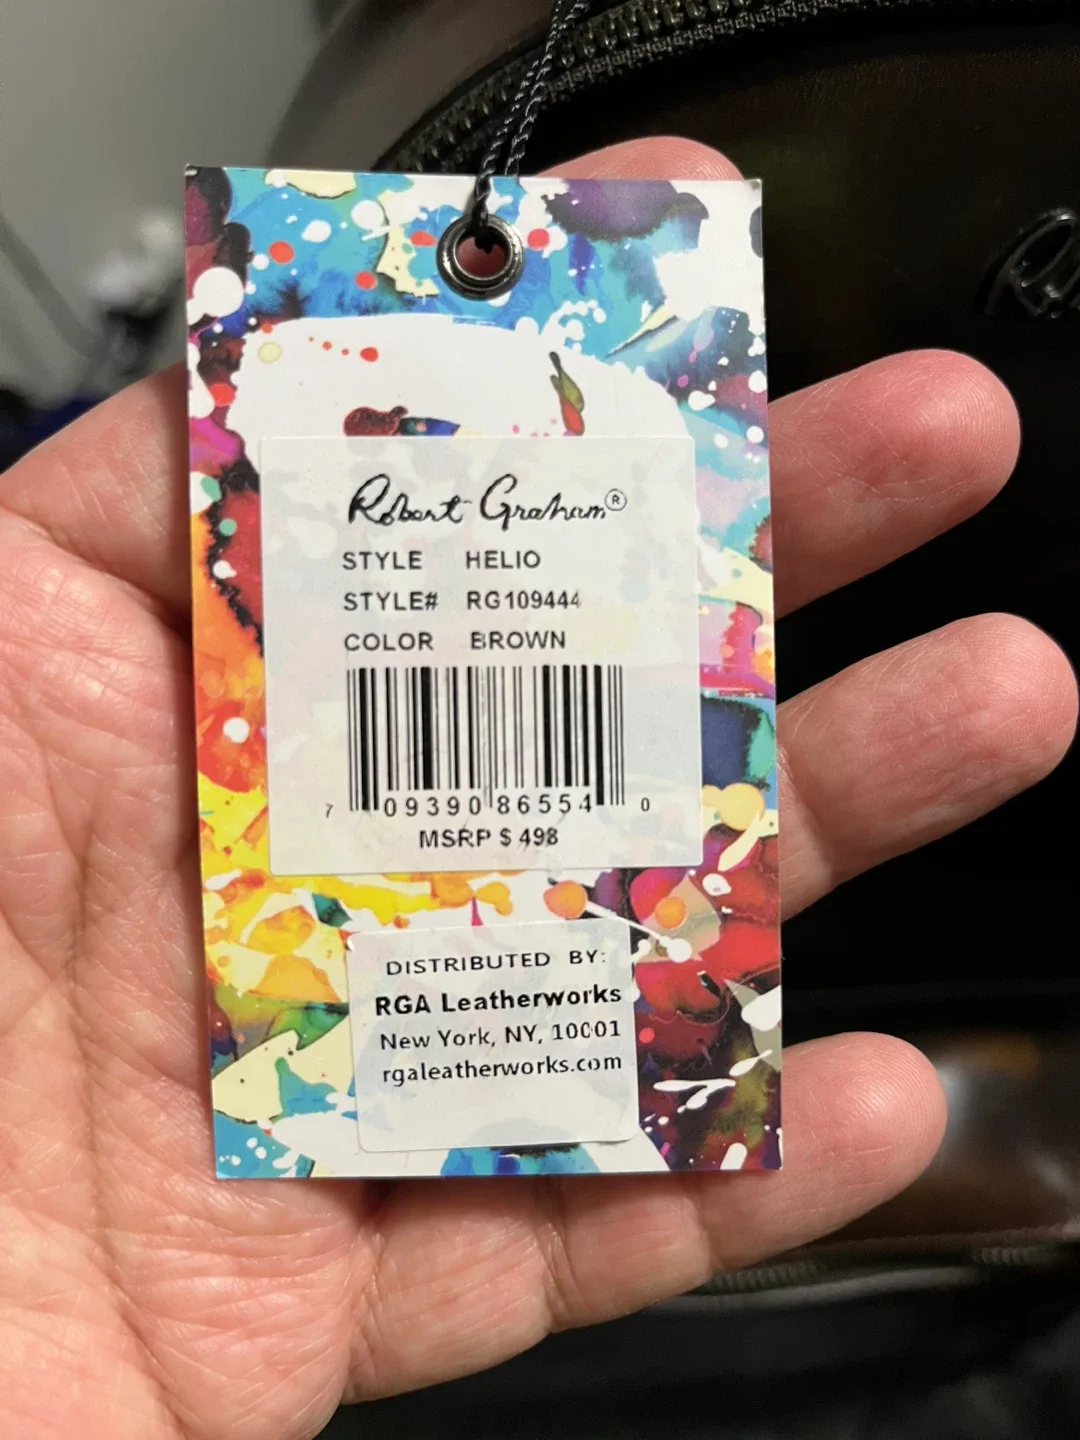 Robert Graham®
STYLE HELIO
STYLE# RG109444
COLOR BROWN
7 09390 86554 0
MSRP $ 498
DISTRIBUTED BY:
RGA Leatherworks
New York, NY, 10001
rgaleatherworks.com